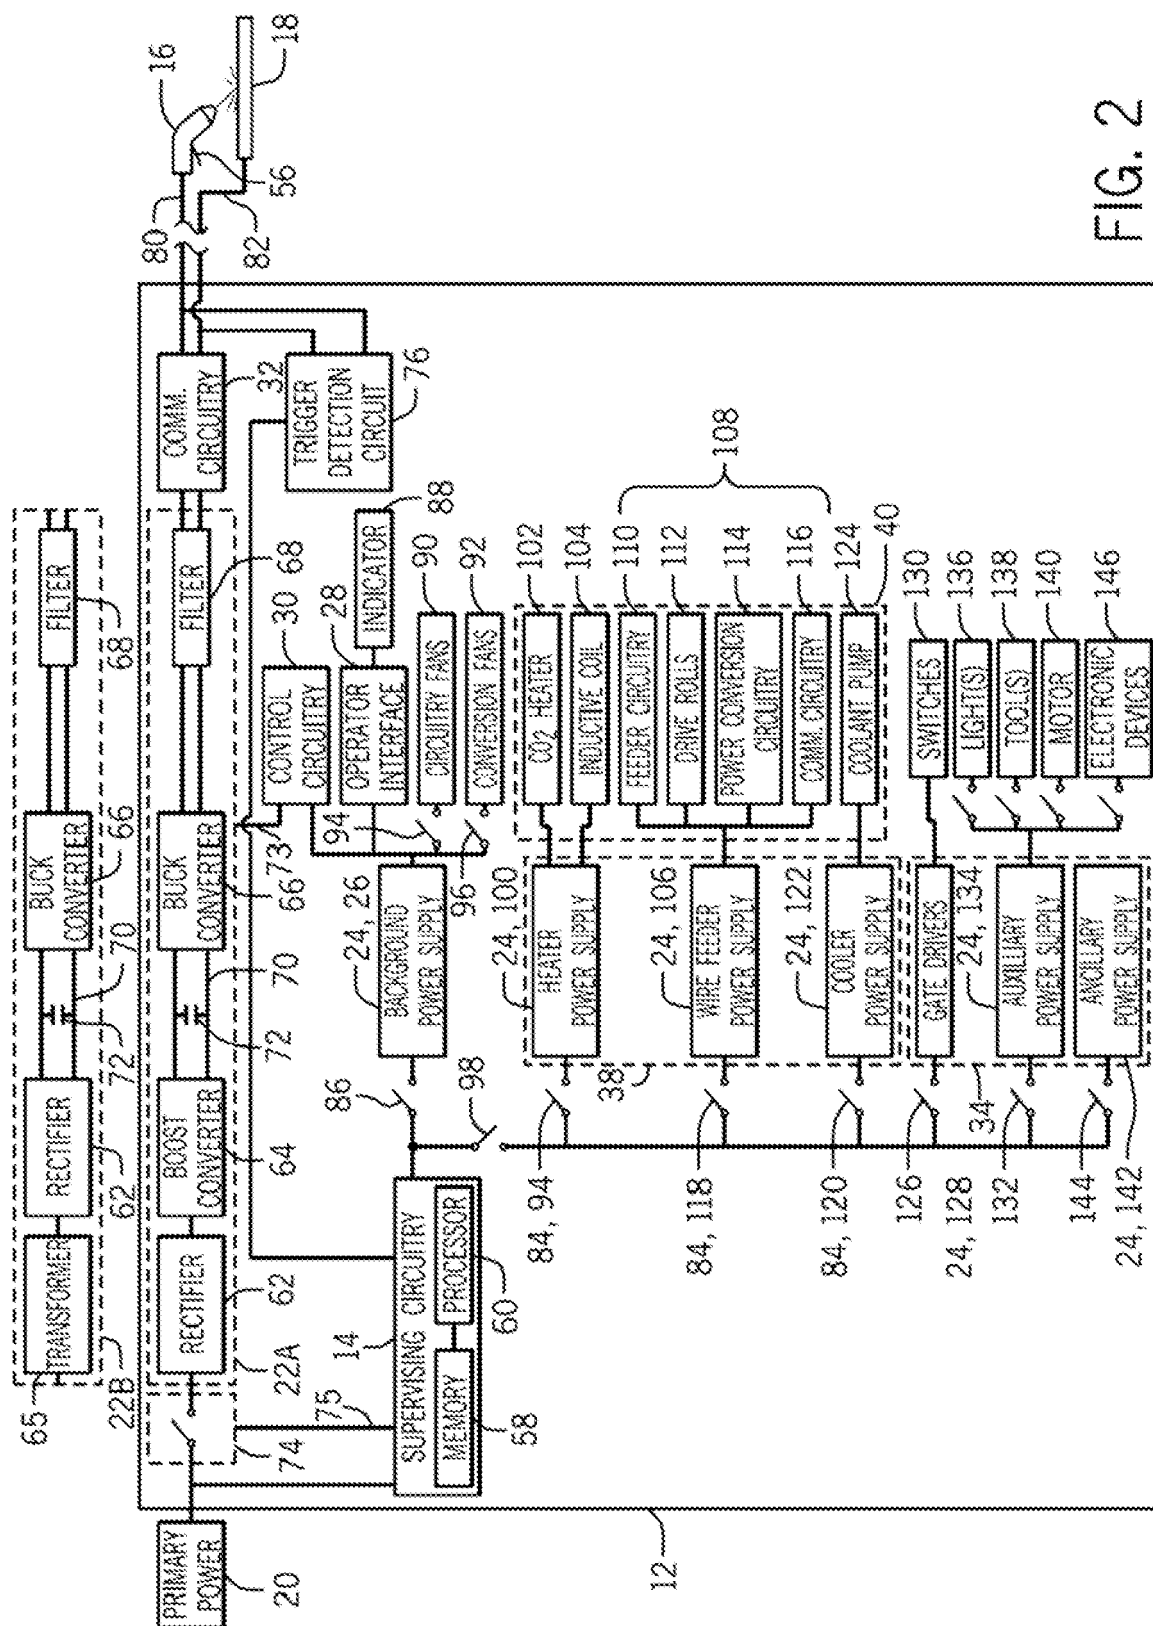 65
TRANSFORMER
22B
RECTIFIER
62
72
70
BUCK
CONVERTER
66
FILTER
68
PRIMARY
POWER
20
74
75
RECTIFIER
62
22A
BOOST
CONVERTER
64
72
70
BUCK
CONVERTER
66
73
FILTER
68
COMM.
CIRCUITRY
32
80
82
16
56
18
TRIGGER
DETECTION
CIRCUIT
76
14
SUPERVISING CIRCUITRY
MEMORY
58
PROCESSOR
60
86
98
24, 26
BACKGROUND
POWER SUPPLY
CONTROL
CIRCUITRY
30
OPERATOR
INTERFACE
28
INDICATOR
88
94
CIRCUITRY FANS
90
96
CONVERSION FANS
92
84, 94
38
24, 100
HEATER
POWER SUPPLY
CO2 HEATER
102
INDUCTIVE COIL
104
84, 118
24, 106
WIRE FEEDER
POWER SUPPLY
FEEDER CIRCUITRY
110
DRIVE ROLLS
112
POWER CONVERSION
CIRCUITRY
114
COMM. CIRCUITRY
116
108
84, 120
24, 122
COOLER
POWER SUPPLY
COOLANT PUMP
124
40
126
24, 128
GATE DRIVERS
SWITCHES
130
34
132
24, 134
AUXILIARY
POWER SUPPLY
LIGHT(S)
136
TOOL(S)
138
MOTOR
140
144
24, 142
ANCILLARY
POWER SUPPLY
ELECTRONIC
DEVICES
146
12
FIG. 2